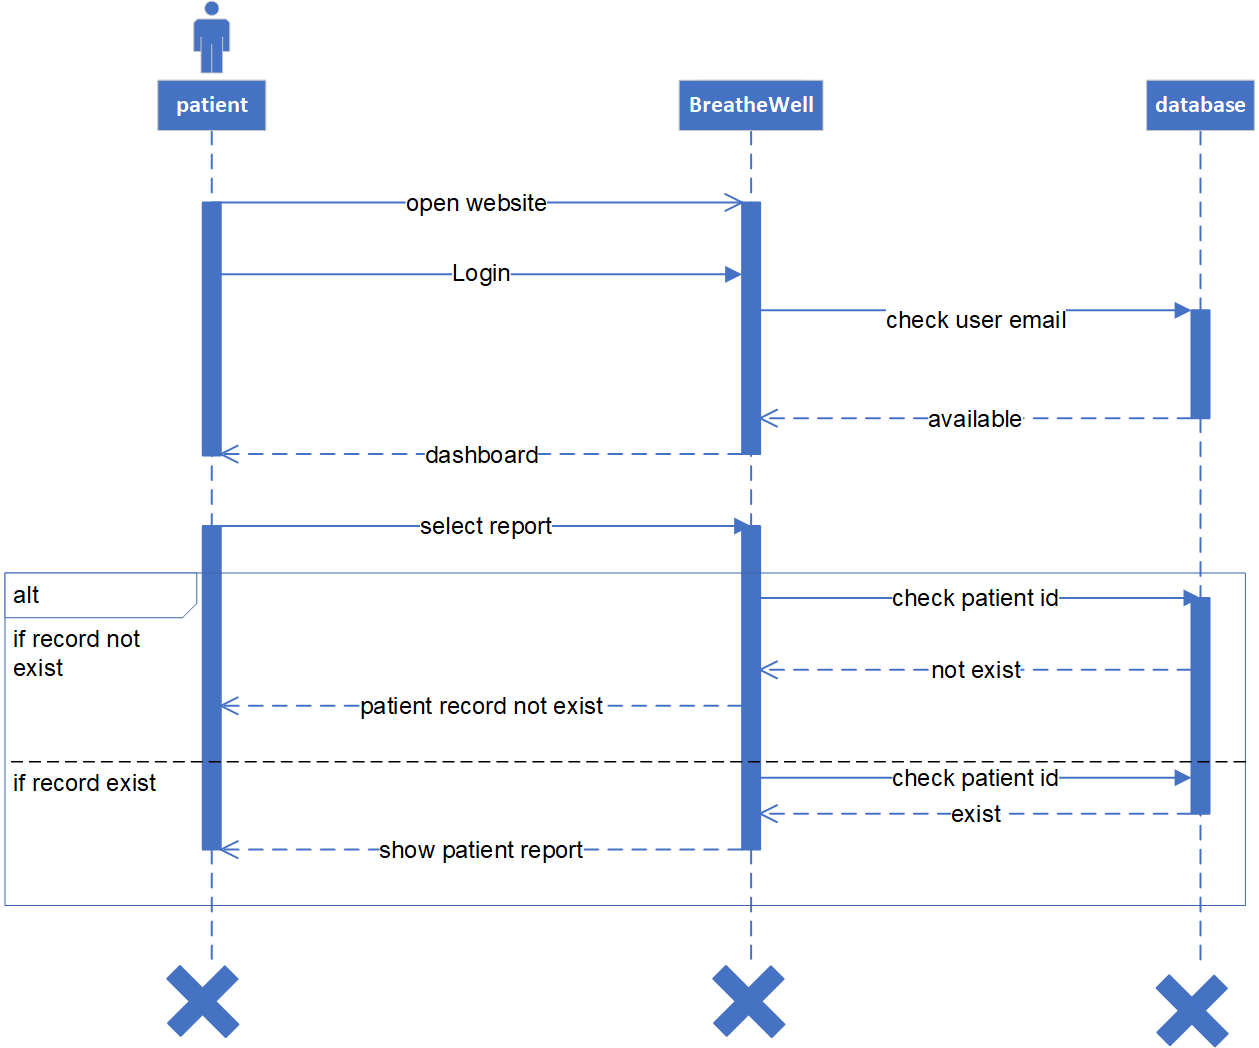 patient
BreatheWell
database
open website
Login
check user email
available
dashboard
select report
alt
check patient id
if record not
exist
not exist
patient record not exist
if record exist
check patient id
exist
show patient report